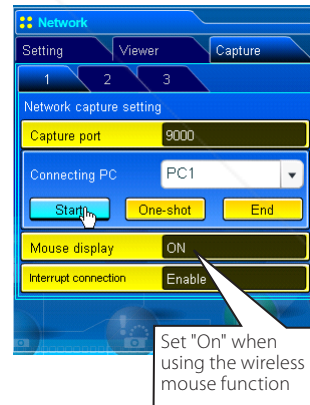 Network
Setting Viewer Capture
1 2 3
Network capture setting
Capture port 9000
Connecting PC PC1
Start One-shot End
Mouse display ON
Interrupt connection Enable
Set "On" when
using the wireless
mouse function